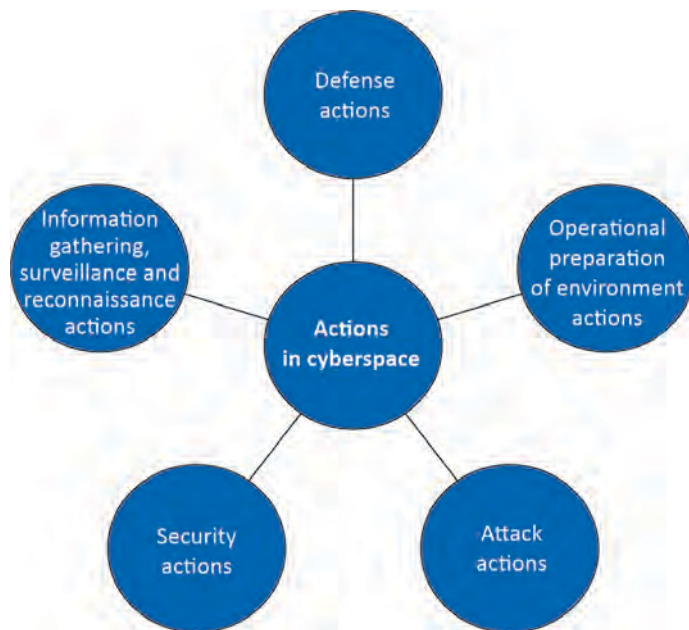 Defense
actions
Information
gathering,
surveillance and
reconnaissance
actions
Operational
preparation
of environment
actions
Actions
in cyberspace
Security
actions
Attack
actions